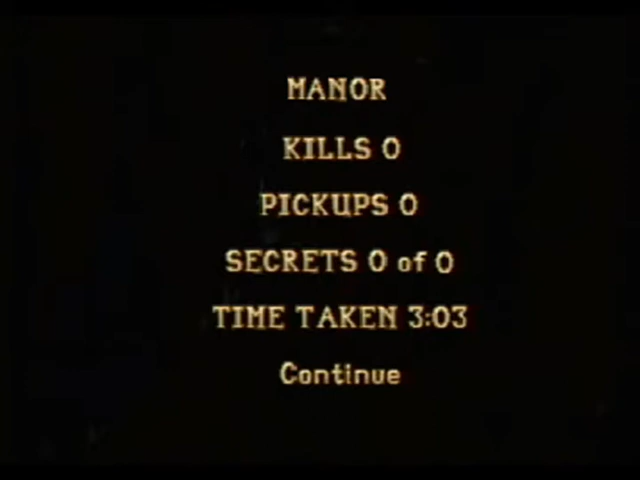 MANOR
KILLS 0
PICKUPS 0
SECRETS 0 of 0
TIME TAKEN 3:03
Continue